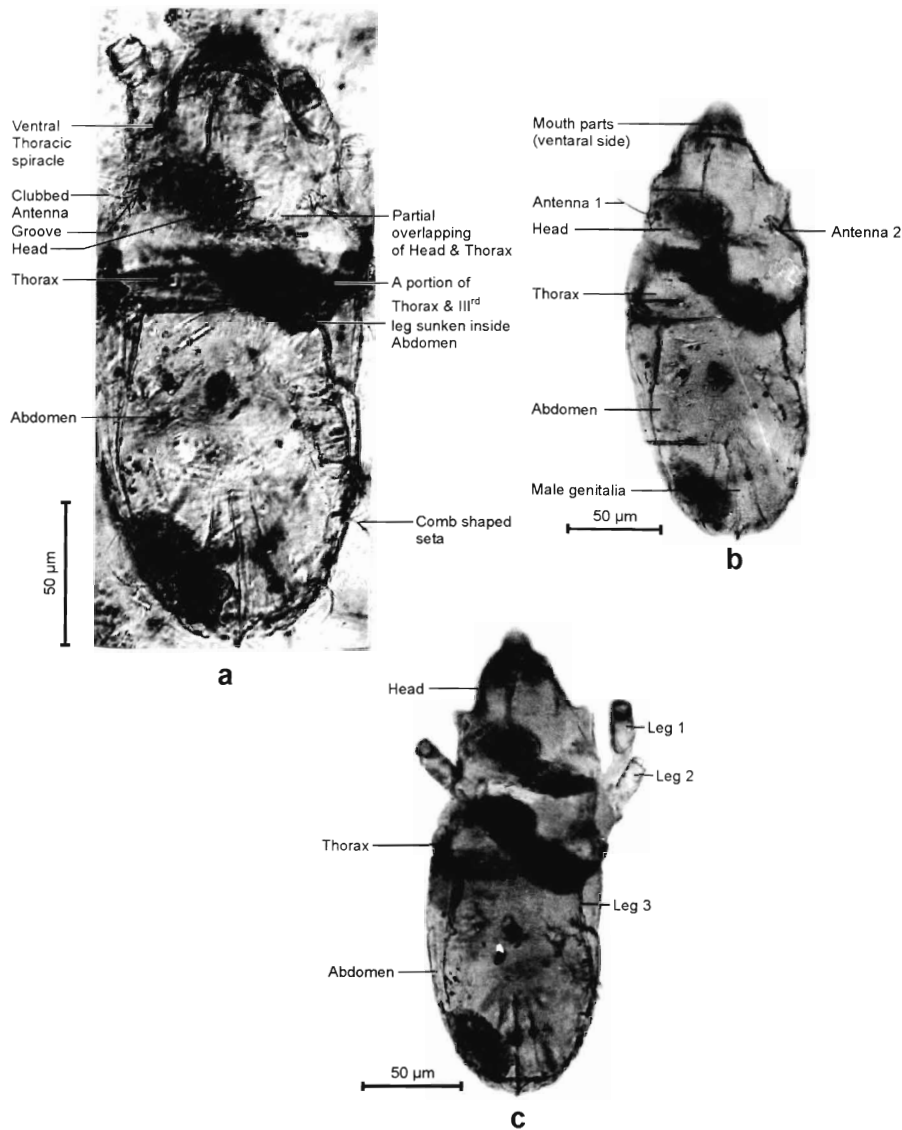 Ventral
Thoracic
spiracle
Clubbed
Antenna
Groove
Head
Thorax
Abdomen
50 µm
Partial
overlapping
of Head & Thorax
A portion of
Thorax & IIIrd
leg sunken inside
Abdomen
Comb shaped
seta
a
Mouth parts
(ventaral side)
Antenna 1
Head
Antenna 2
Thorax
Abdomen
Male genitalia
50 µm
b
Head
Leg 1
Leg 2
Thorax
Leg 3
Abdomen
50 µm
c